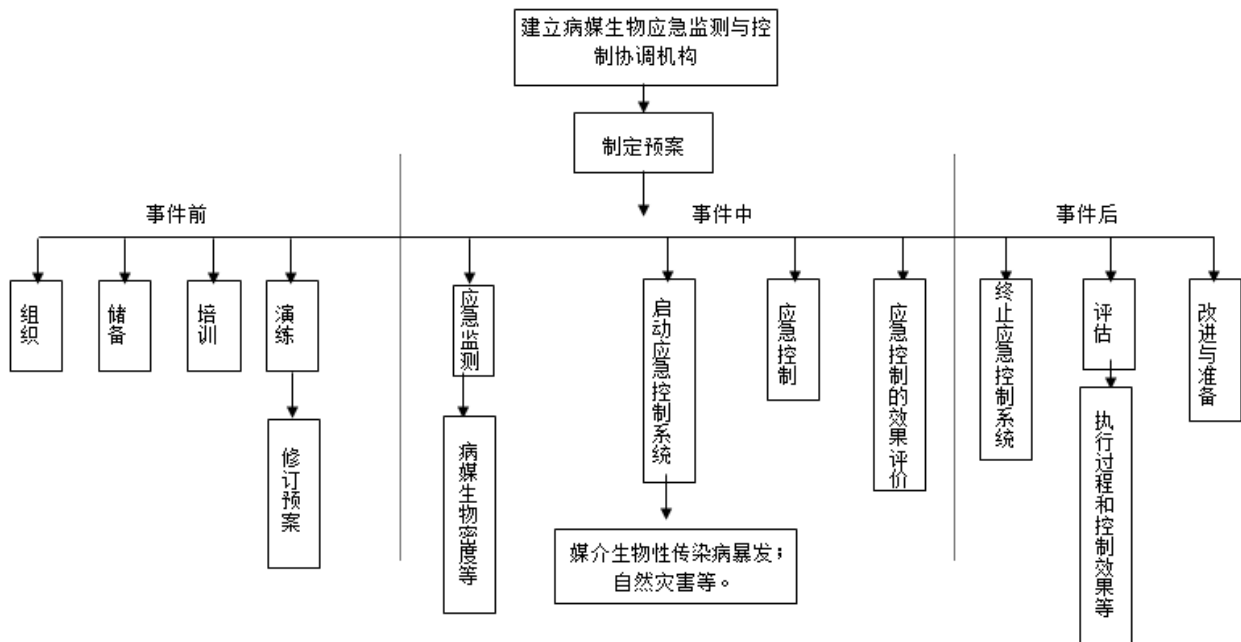 建立病媒生物应急监测与控
制协调机构
制定预案
事件前
事件中
事件后
组织
储备
培训
演练
应急监测
启动应急控制系统
应急控制
应急控制的效果评价
终止应急控制系统
评估
改进与准备
修订预案
病媒生物密度等
媒介生物性传染病暴发；
自然灾害等。
执行过程和控制效果等